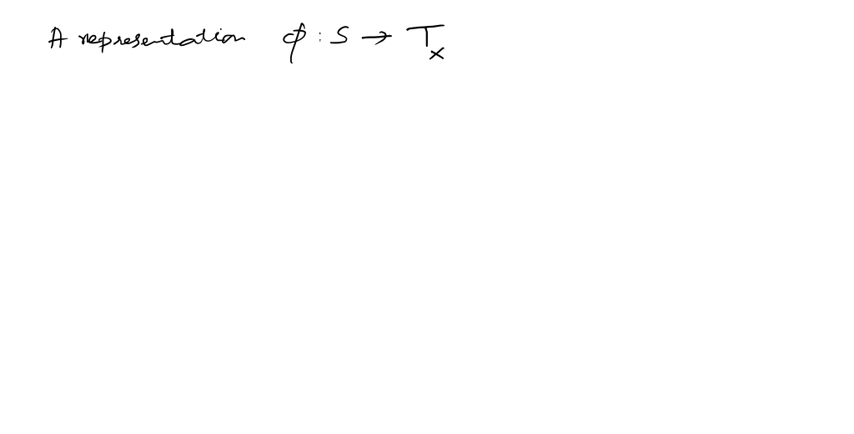 A representation ϕ : S → T_x